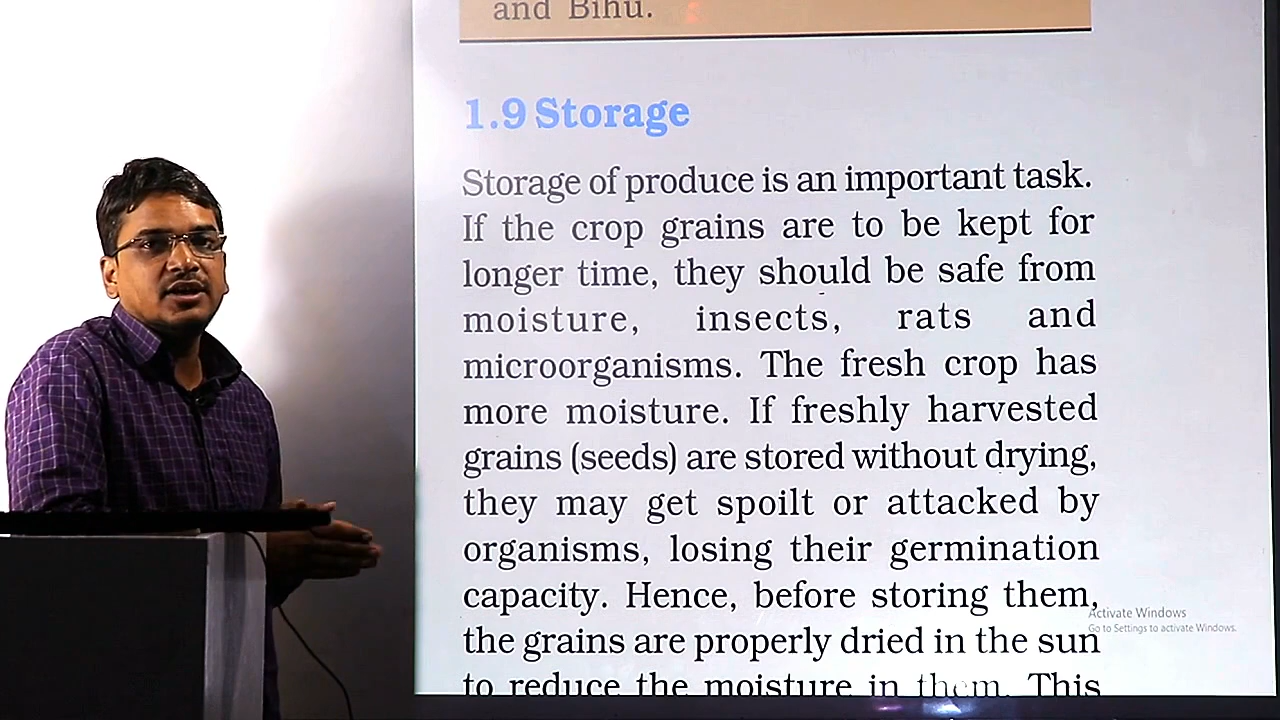 and Bihu.
1.9 Storage
Storage of produce is an important task.
If the crop grains are to be kept for
longer time, they should be safe from
moisture, insects, rats and
microorganisms. The fresh crop has
more moisture. If freshly harvested
grains (seeds) are stored without drying,
they may get spoilt or attacked by
organisms, losing their germination
capacity. Hence, before storing them,
the grains are properly dried in the sun
to reduce the moisture in them. This
Activate Windows
Go to Settings to activate Windows.